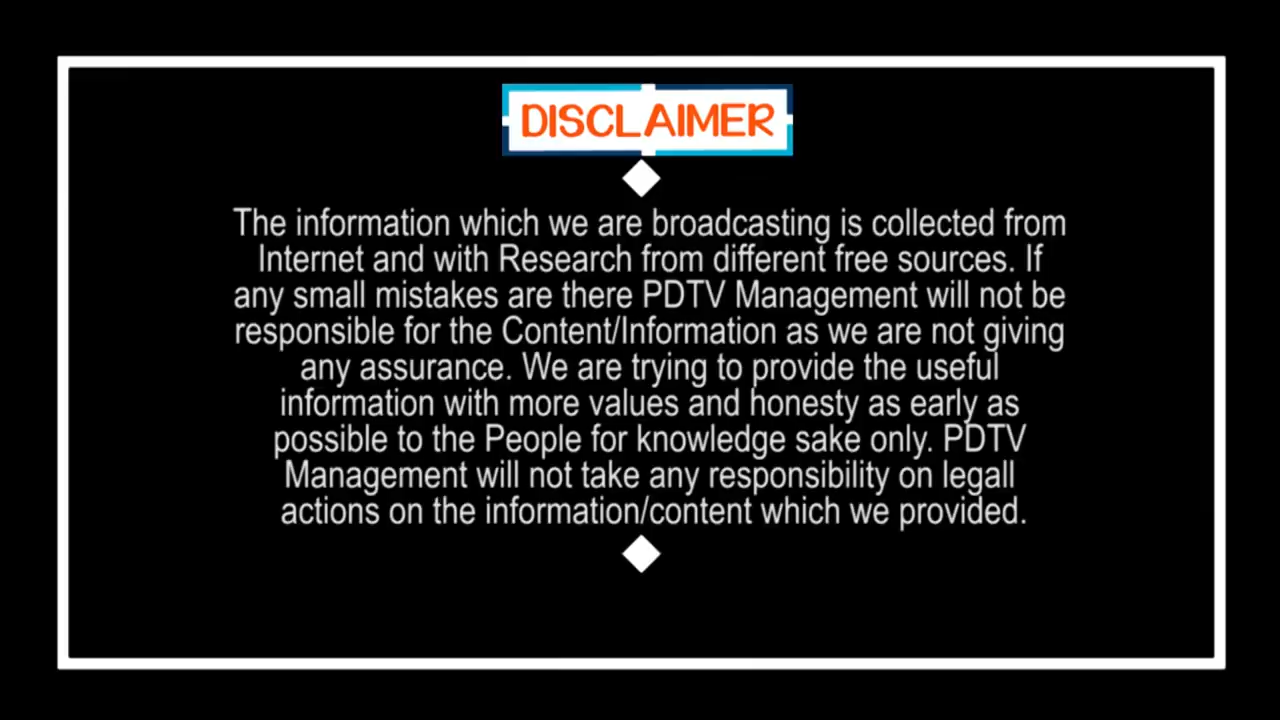 DISCLAIMER
The information which we are broadcasting is collected from
Internet and with Research from different free sources. If
any small mistakes are there PDTV Management will not be
responsible for the Content/Information as we are not giving
any assurance. We are trying to provide the useful
information with more values and honesty as early as
possible to the People for knowledge sake only. PDTV
Management will not take any responsibility on legall
actions on the information/content which we provided.